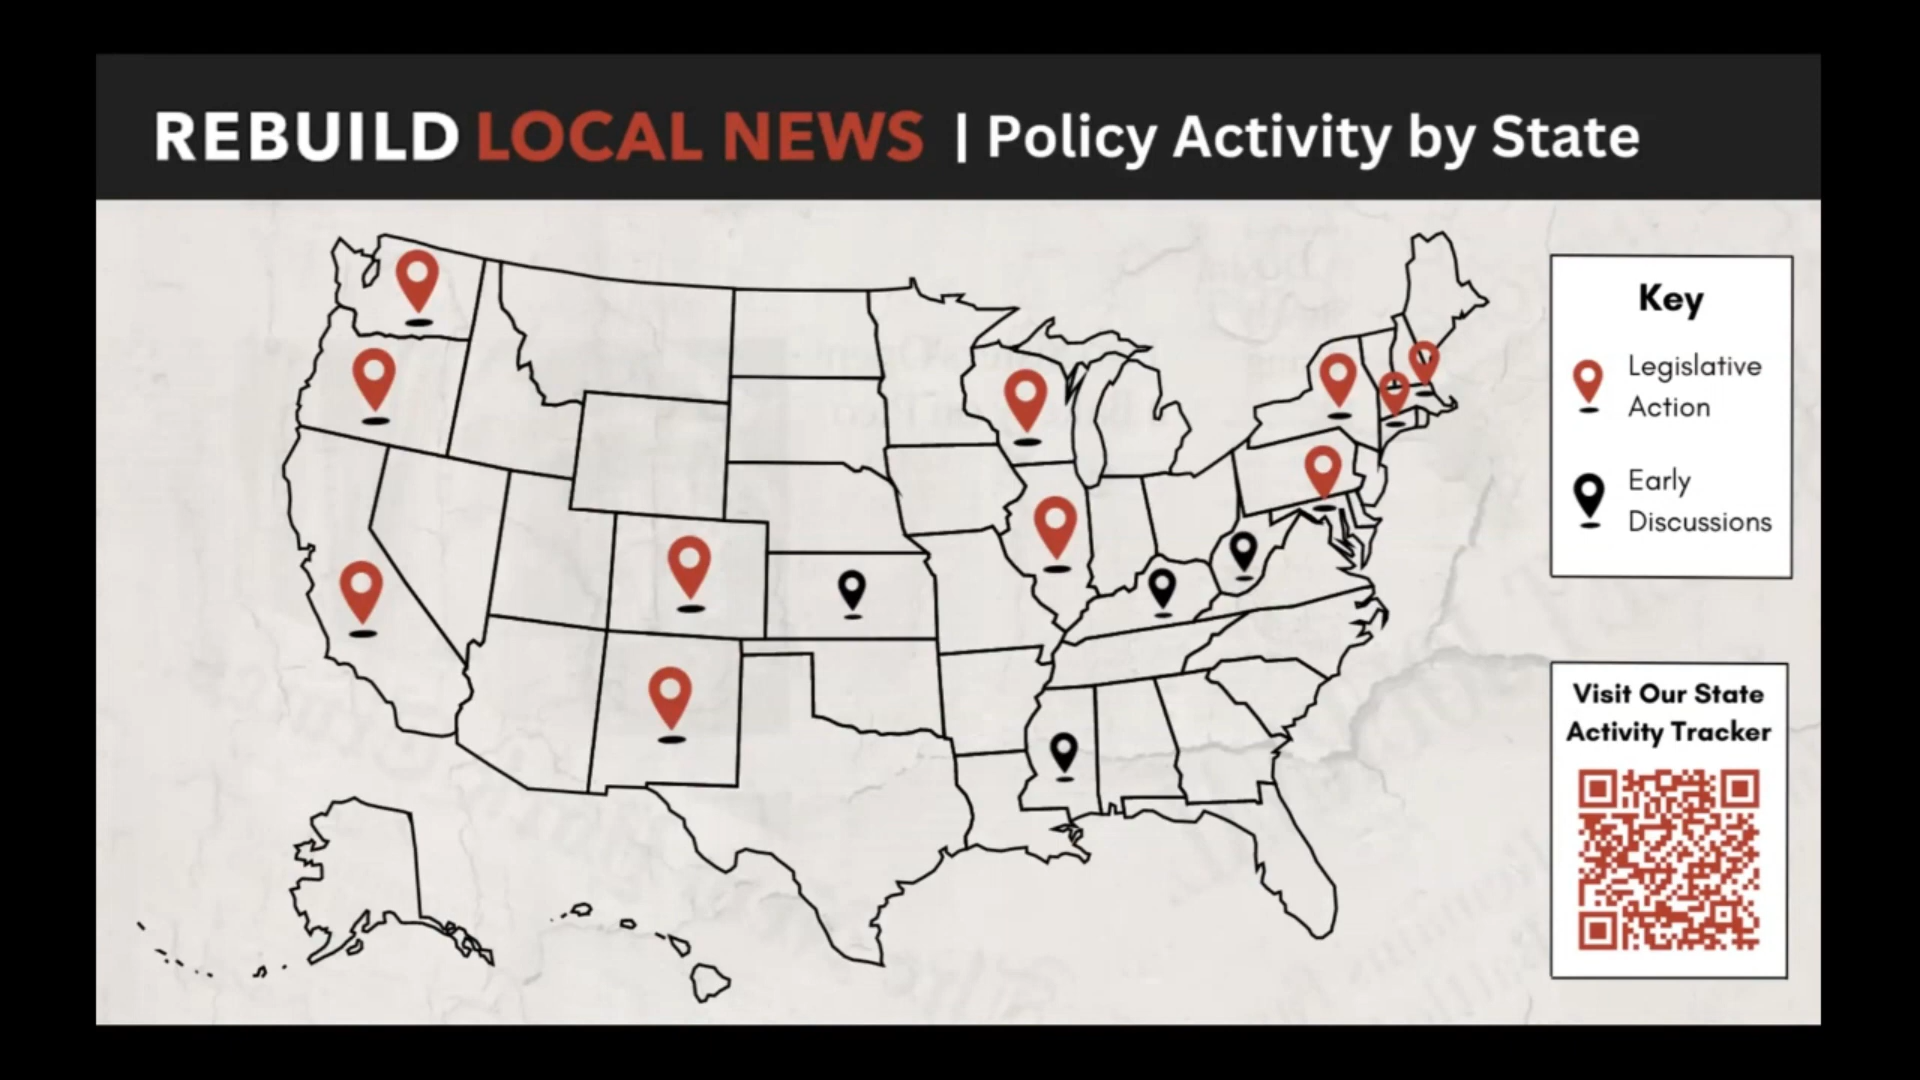 REBUILD LOCAL NEWS | Policy Activity by State
Key
Legislative
Action
Early
Discussions
Visit Our State
Activity Tracker